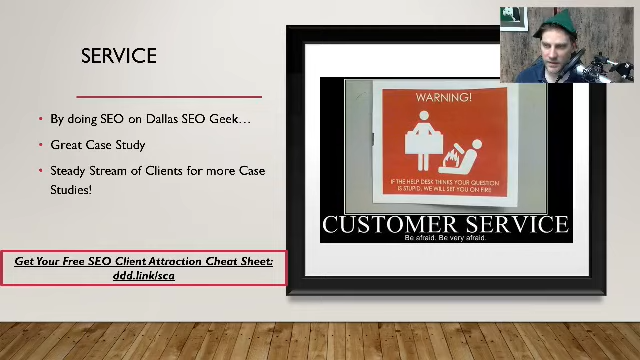 SERVICE
• By doing SEO on Dallas SEO Geek…
• Great Case Study
• Steady Stream of Clients for more Case
Studies!
Get Your Free SEO Client Attraction Cheat Sheet:
ddd.link/sca
WARNING!
IF THE HELP DESK THINKS YOUR QUESTION
IS STUPID, WE WILL SET YOU ON FIRE
CUSTOMER SERVICE
Be afraid. Be very afraid.